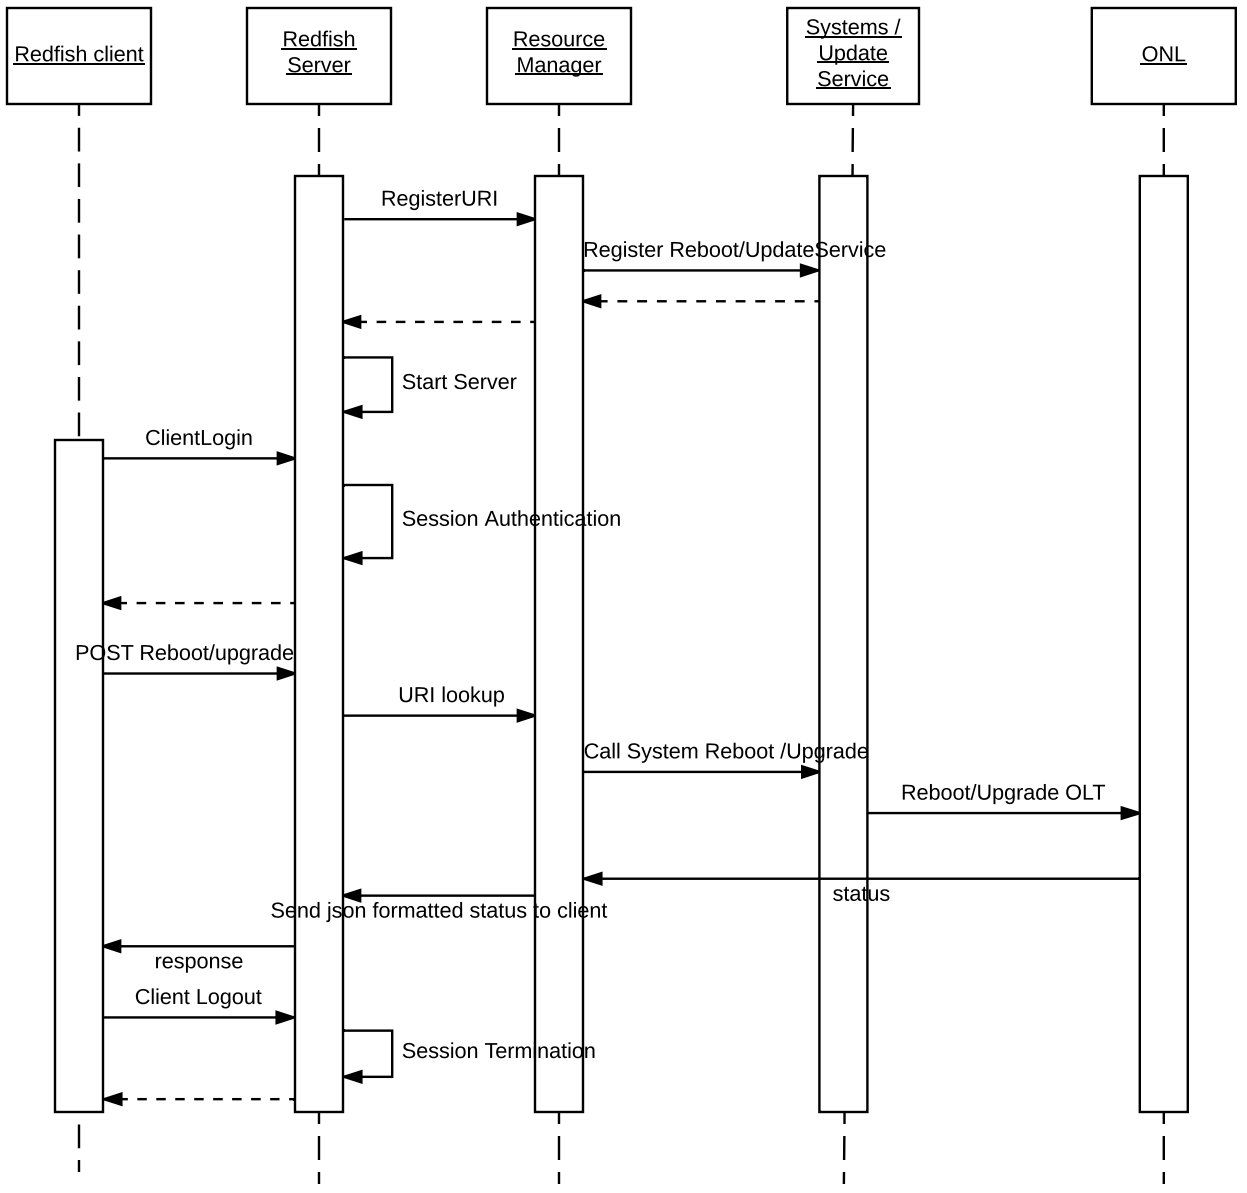 Redfish client
Redfish
Server
Resource
Manager
Systems /
Update
Service
ONL
RegisterURI
Register Reboot/UpdateService
Start Server
ClientLogin
Session Authentication
POST Reboot/upgrade
URI lookup
Call System Reboot /Upgrade
Reboot/Upgrade OLT
status
Send json formatted status to client
response
Client Logout
Session Termination